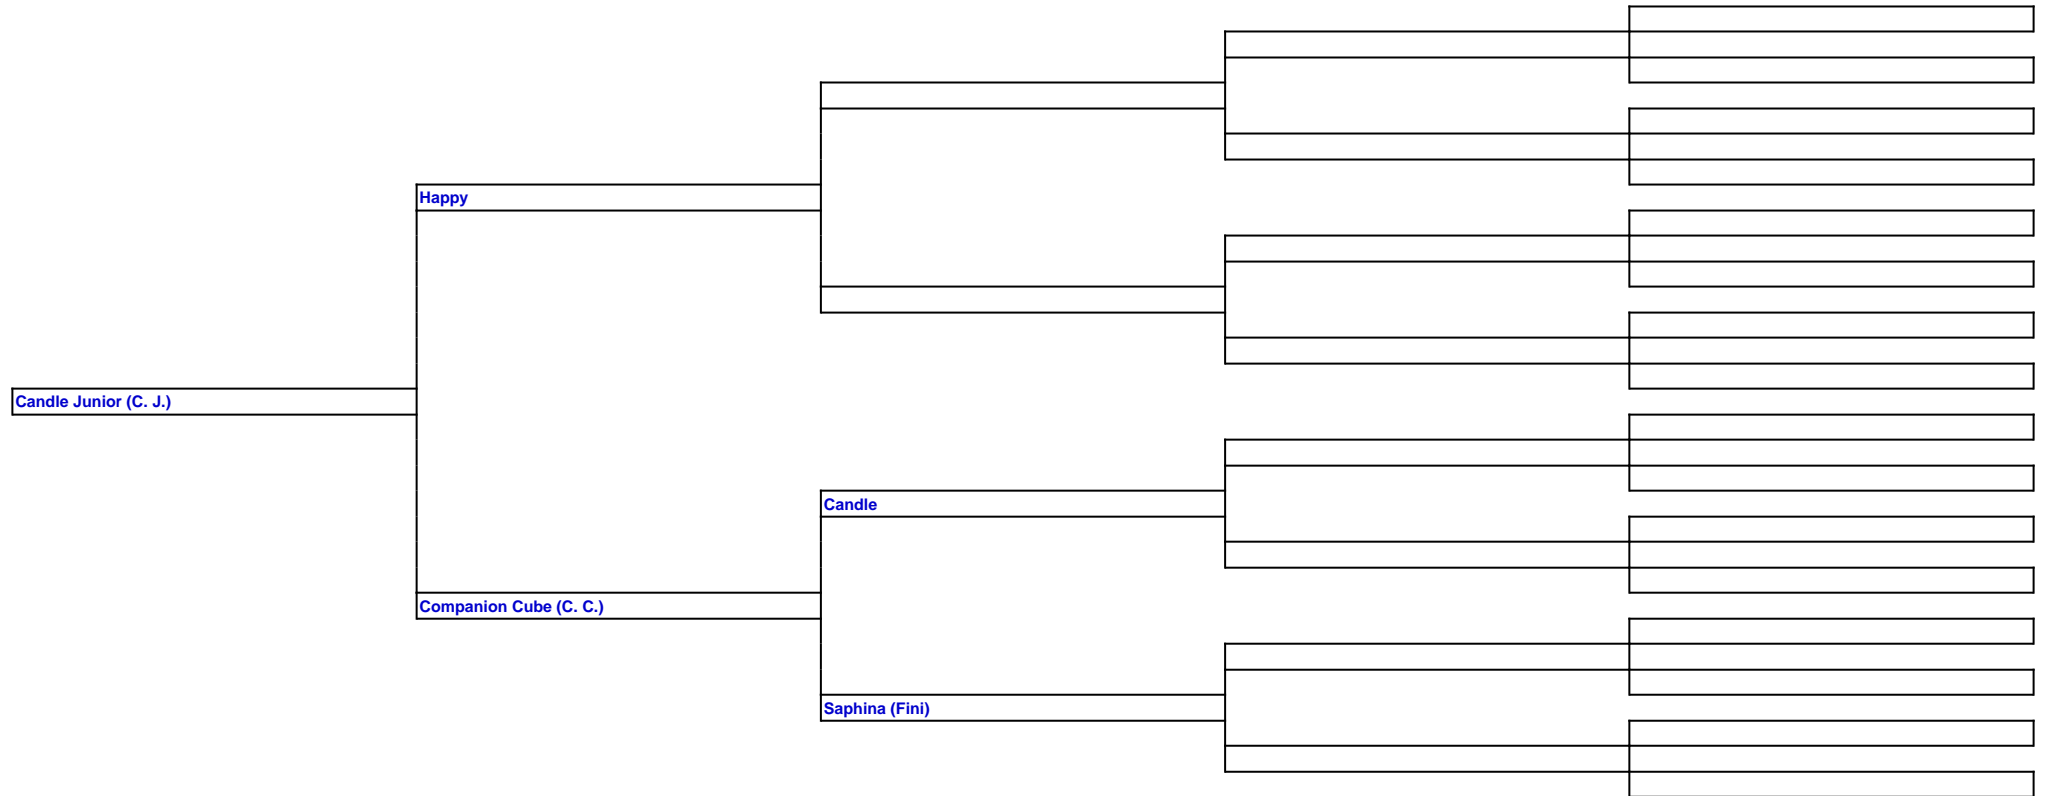 Happy
Candle Junior (C. J.)
Candle
Companion Cube (C. C.)
Saphina (Fini)